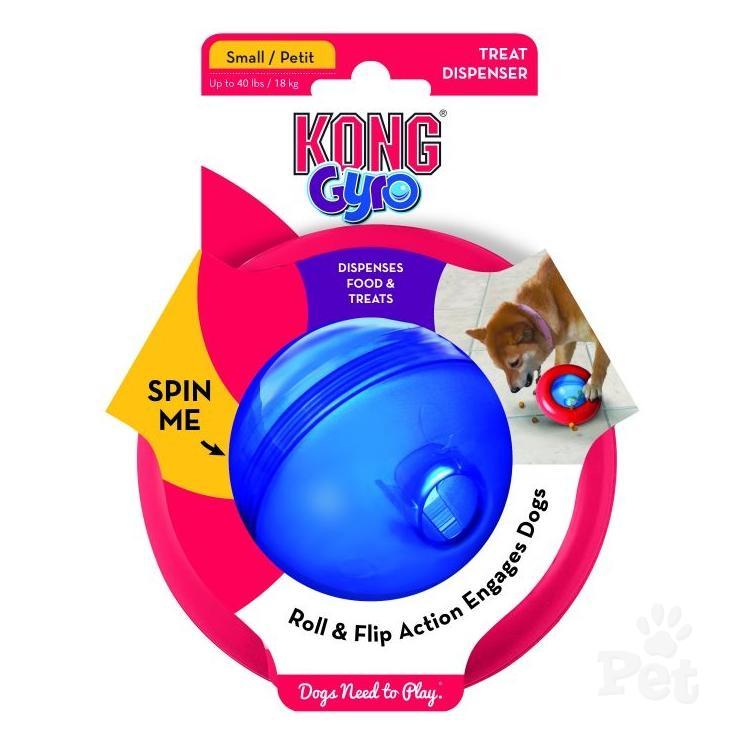 Small / Petit
Up to 40 lbs / 18 kg
TREAT
DISPENSER
KONG®
Gyro
DISPENSES
FOOD &
TREATS
SPIN
ME
Roll & Flip Action Engages Dogs
Dogs Need to Play.®
Pet